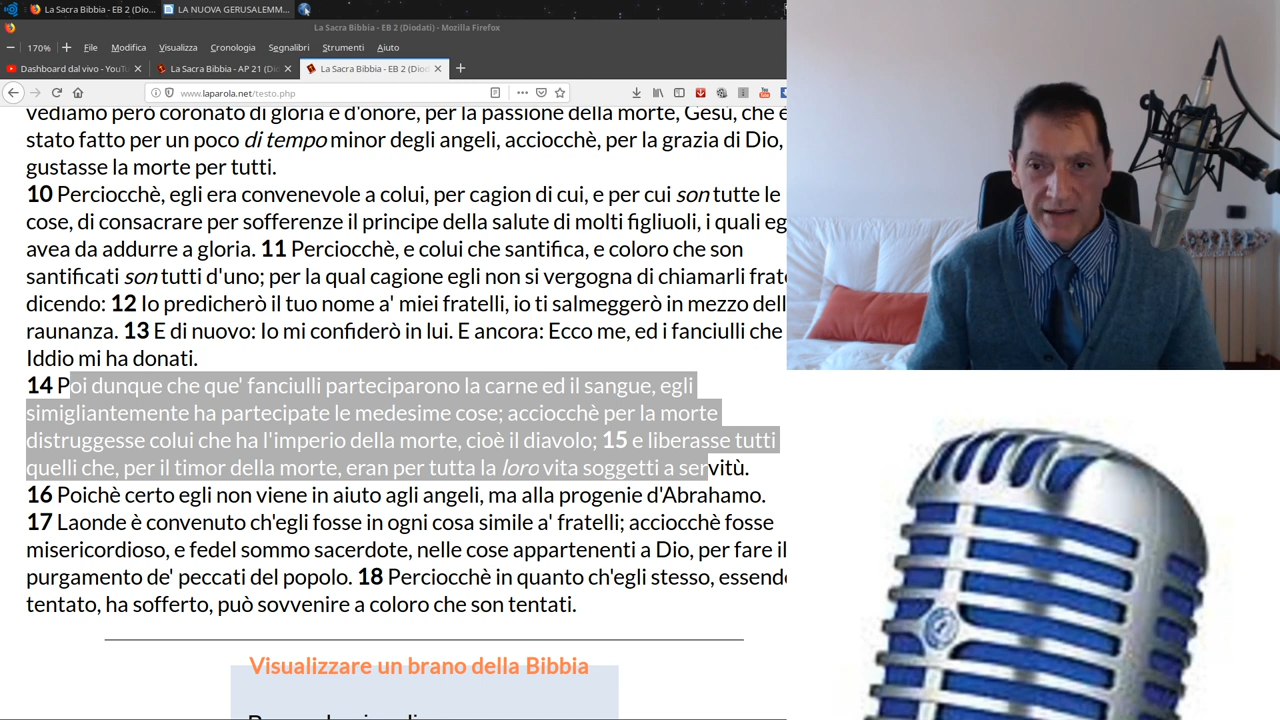 La Sacra Bibbia - EB 2 (Dio...
LA NUOVA GERUSALEMM...
La Sacra Bibbia - EB 2 (Diodati) - Mozilla Firefox
170%
File Modifica Visualizza Cronologia Segnalibri Strumenti Aiuto
Dashboard dal vivo - YouTu
La Sacra Bibbia - AP 21 (Di
La Sacra Bibbia - EB 2 (Diod
www.laparola.net/testo.php
vediamo però coronato di gloria e d'onore, per la passione della morte, Gesù, che è
stato fatto per un poco di tempo minor degli angeli, acciocchè, per la grazia di Dio,
gustasse la morte per tutti.
10 Perciocchè, egli era convenevole a colui, per cagion di cui, e per cui son tutte le
cose, di consacrare per sofferenze il principe della salute di molti figliuoli, i quali eg
avea da addurre a gloria. 11 Perciocchè, e colui che santifica, e coloro che son
santificati son tutti d'uno; per la qual cagione egli non si vergogna di chiamarli frate
dicendo: 12 Io predicherò il tuo nome a' miei fratelli, io ti salmeggerò in mezzo dell
raunanza. 13 E di nuovo: Io mi confiderò in lui. E ancora: Ecco me, ed i fanciulli che
Iddio mi ha donati.
14 Poi dunque che que' fanciulli parteciparono la carne ed il sangue, egli
simigliantemente ha partecipate le medesime cose; acciocchè per la morte
distruggesse colui che ha l'imperio della morte, cioè il diavolo; 15 e liberasse tutti
quelli che, per il timor della morte, eran per tutta la loro vita soggetti a servitù.
16 Poichè certo egli non viene in aiuto agli angeli, ma alla progenie d'Abrahamo.
17 Laonde è convenuto ch'egli fosse in ogni cosa simile a' fratelli; acciocchè fosse
misericordioso, e fedel sommo sacerdote, nelle cose appartenenti a Dio, per fare il
purgamento de' peccati del popolo. 18 Perciocchè in quanto ch'egli stesso, essend
tentato, ha sofferto, può sovvenire a coloro che son tentati.
Visualizzare un brano della Bibbia